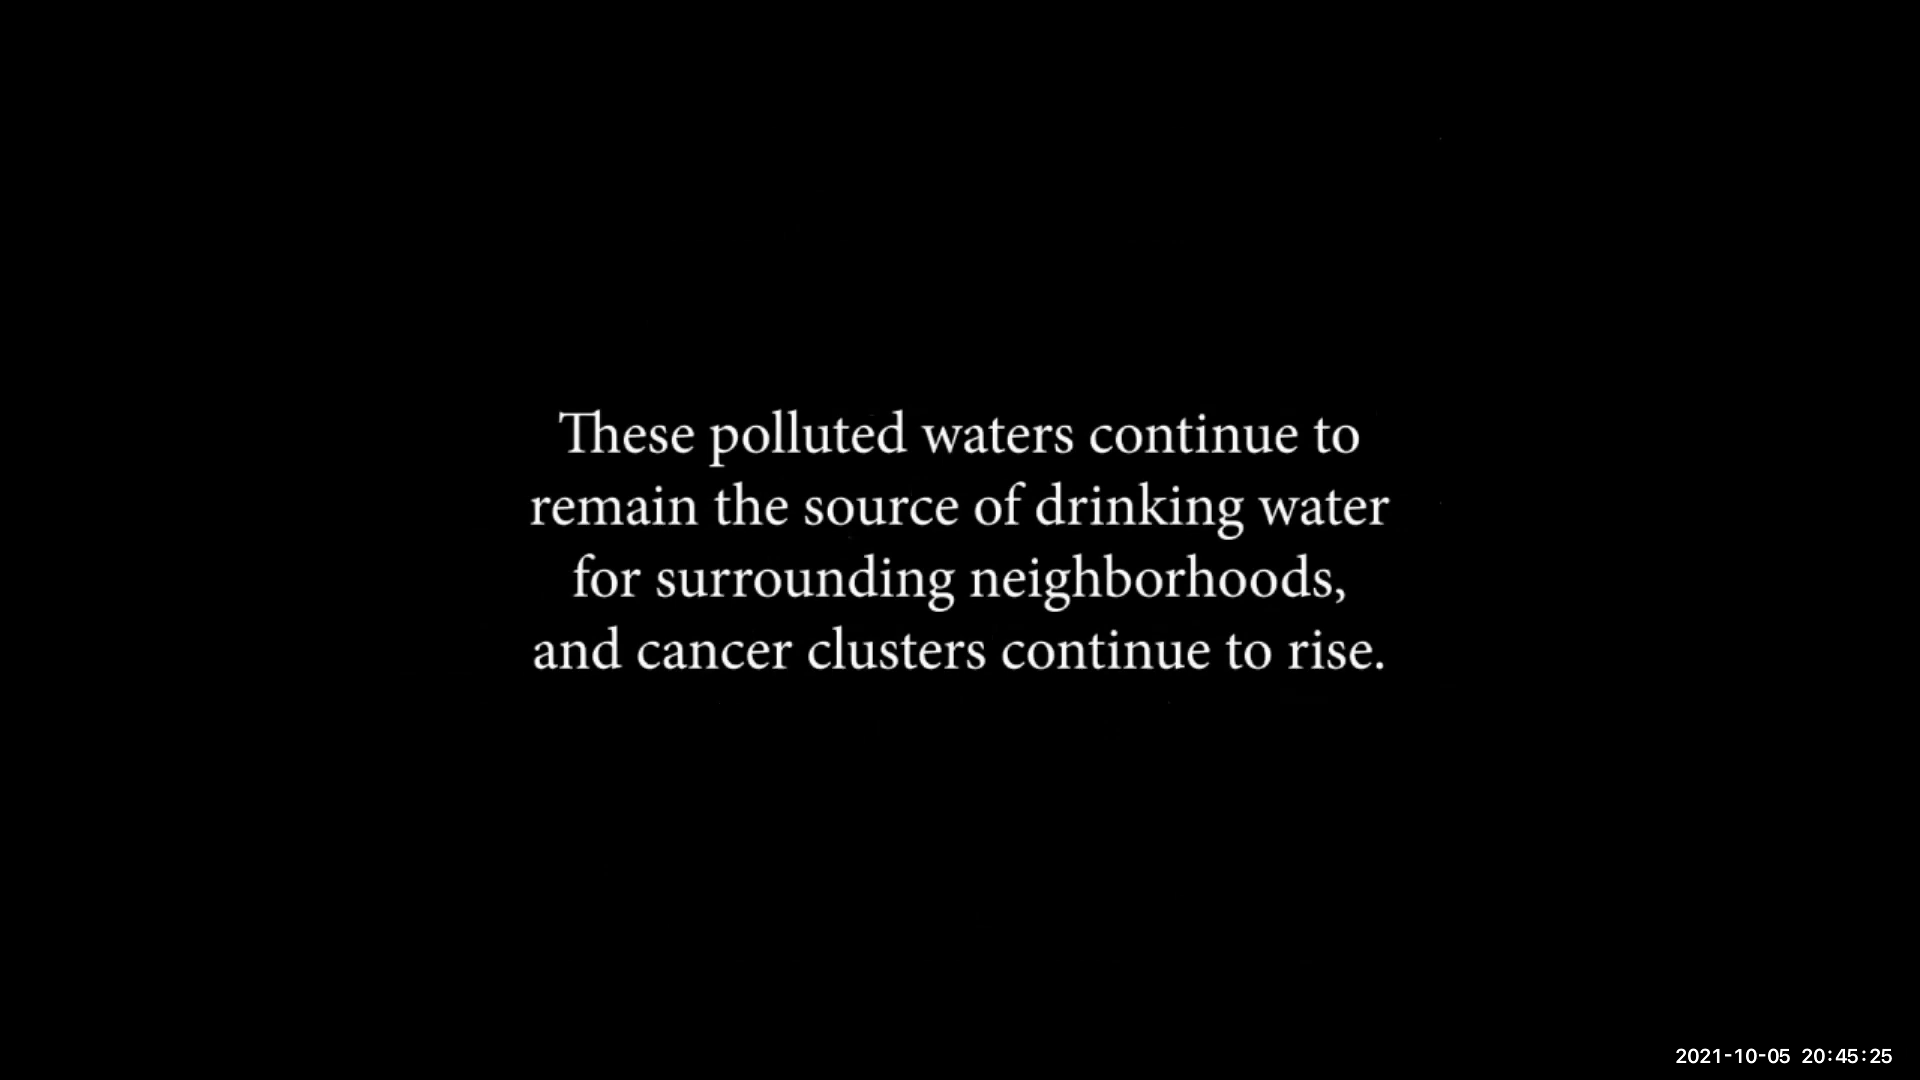 These polluted waters continue to
remain the source of drinking water
for surrounding neighborhoods,
and cancer clusters continue to rise.
2021-10-05 20:45:25